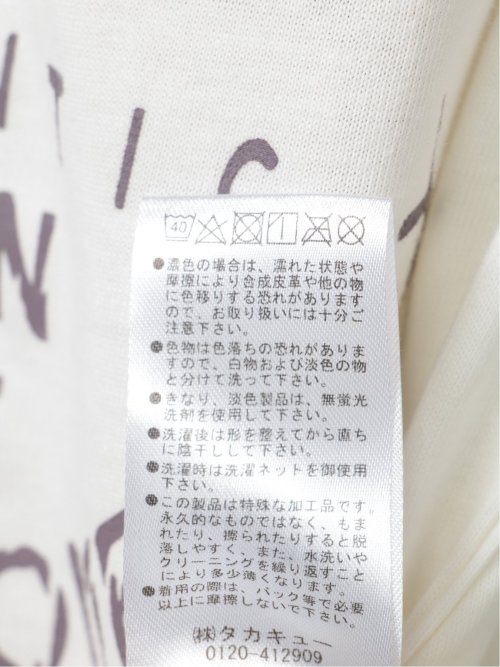 40
●濃色の場合は、濡れた状態や
摩擦により合成皮革や他の物
に色移りする恐れがあります
ので、お取り扱いには十分ご
注意下さい。
●色物は色落ちの恐れがありま
すので、白物および淡色の物
と分けて洗って下さい。
●きなり、淡色製品は、無蛍光
洗剤を使用して下さい。
●洗濯後は形を整えてから直ち
に陰干しして下さい。
●洗濯時は洗濯ネットを御使用
下さい。
●この製品は特殊な加工品です。
永久的なものではなく、もま
れたり、擦られたりすると脱
落しやすく、また、水洗いや
クリーニングを繰り返すこと
により多少薄くなります。
●着用の際は、バック等で必要
以上に摩擦しないで下さい。
㈱タカキュー
0120-412909